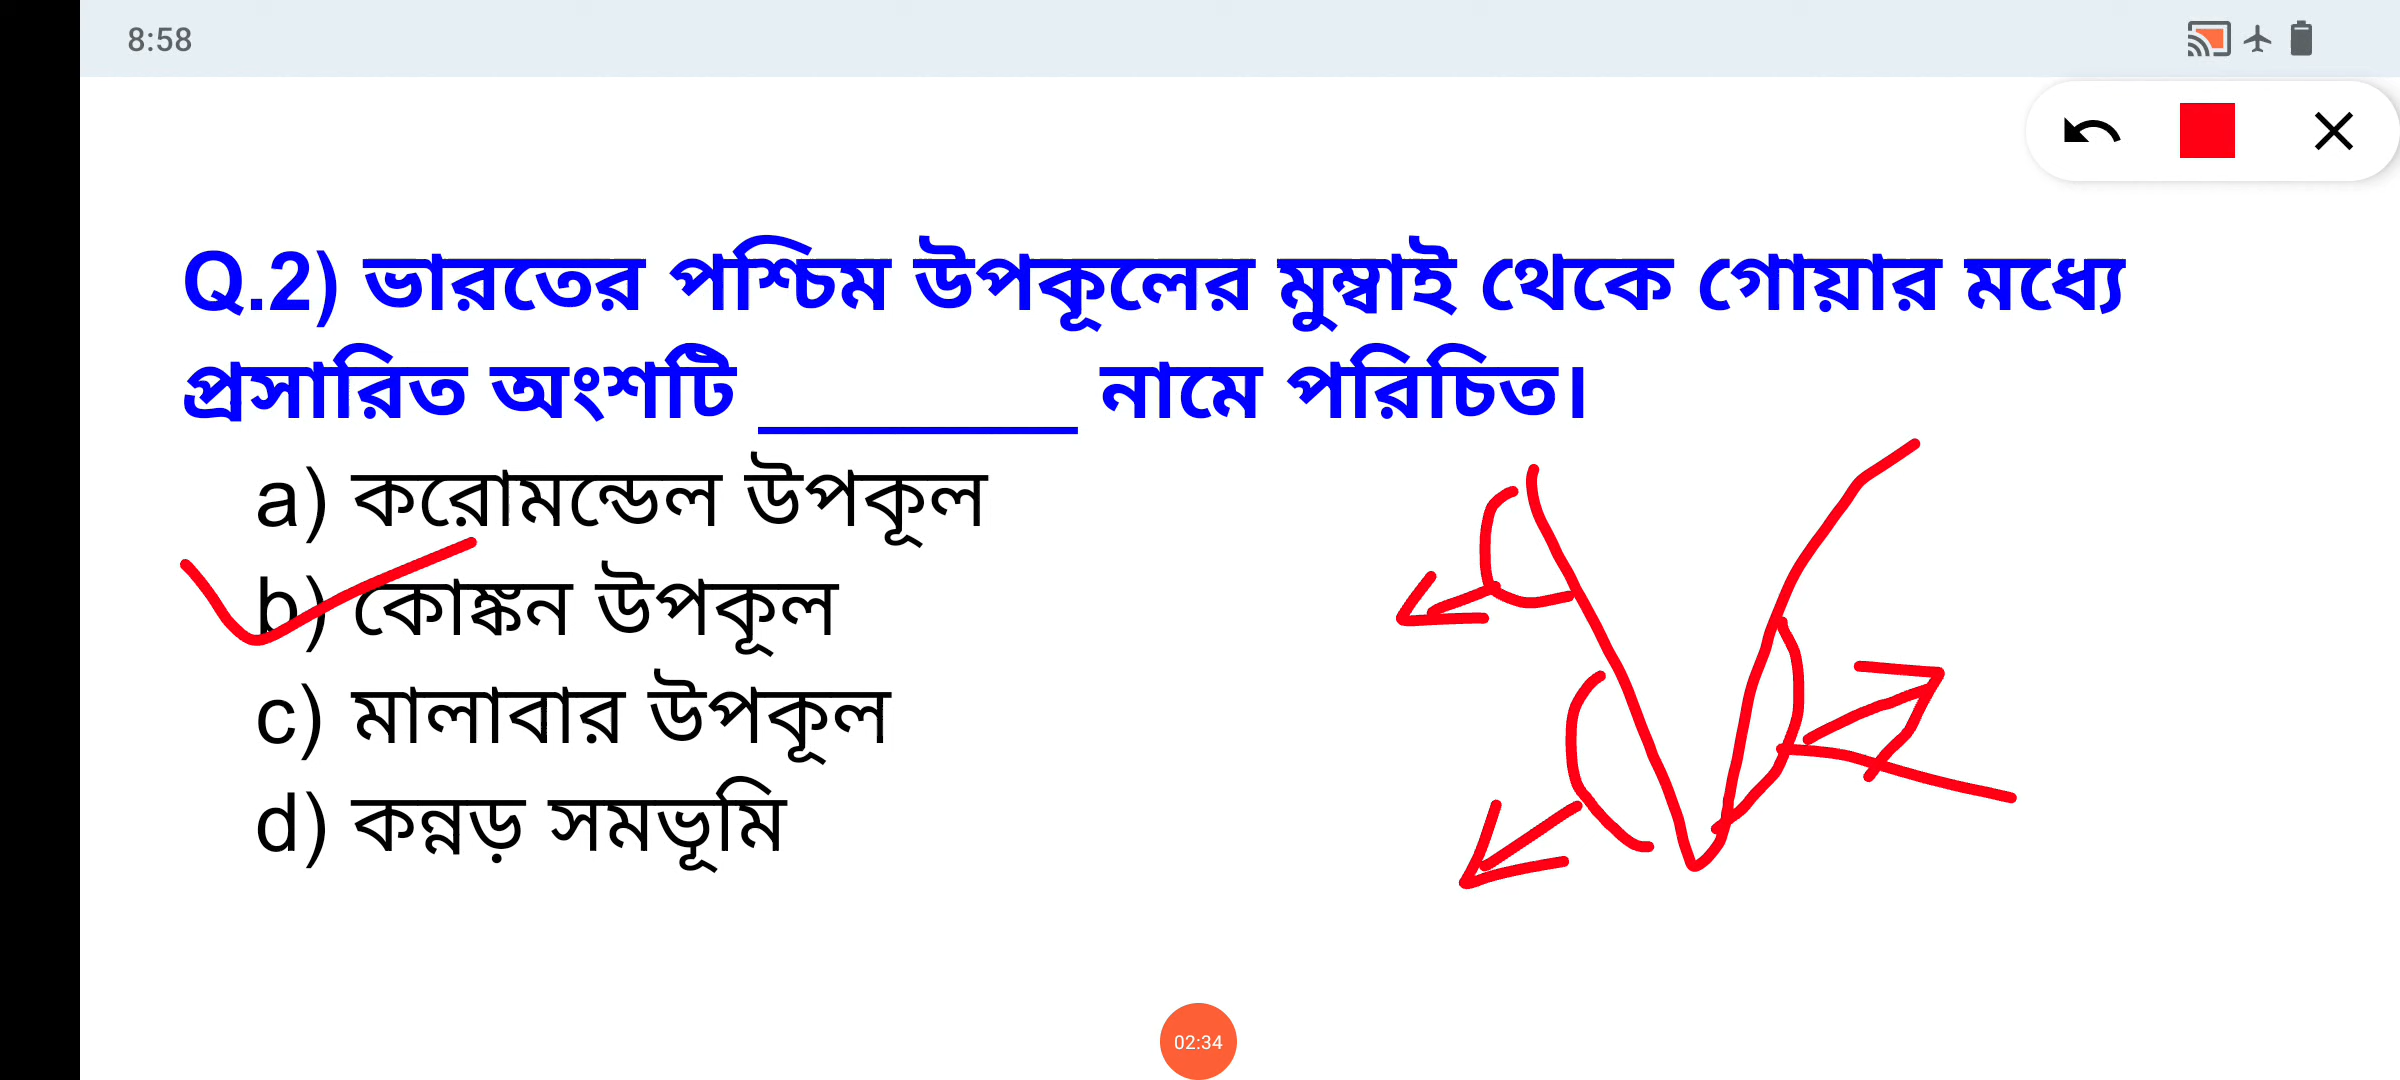 8:58
Q.2) ভারতের পশ্চিম উপকূলের মুম্বাই থেকে গোয়ার মধ্যে
প্রসারিত অংশটি ________ নামে পরিচিত।
a) করোমন্ডেল উপকূল
b) কোঙ্কন উপকূল
c) মালাবার উপকূল
d) কন্নড় সমভূমি
02:34